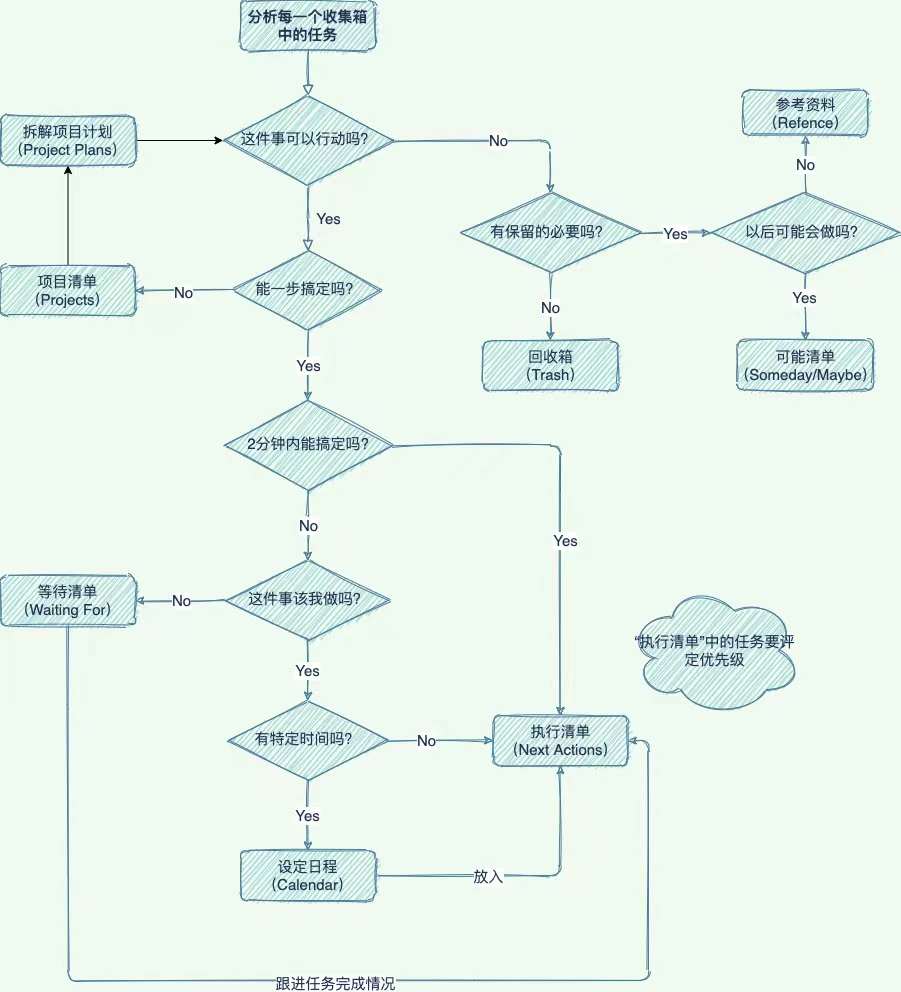 分析每一个收集箱
中的任务
拆解项目计划
（Project Plans）
这件事可以行动吗?
No
参考资料
（Refence）
No
Yes
有保留的必要吗?
Yes
以后可能会做吗?
项目清单
（Projects）
No
能一步搞定吗?
No
Yes
回收箱
（Trash）
可能清单
（Someday/Maybe）
Yes
2分钟内能搞定吗?
No
Yes
等待清单
（Waiting For）
No
这件事该我做吗?
“执行清单”中的任务要评
定优先级
Yes
有特定时间吗?
No
执行清单
（Next Actions）
Yes
设定日程
（Calendar）
放入
跟进任务完成情况